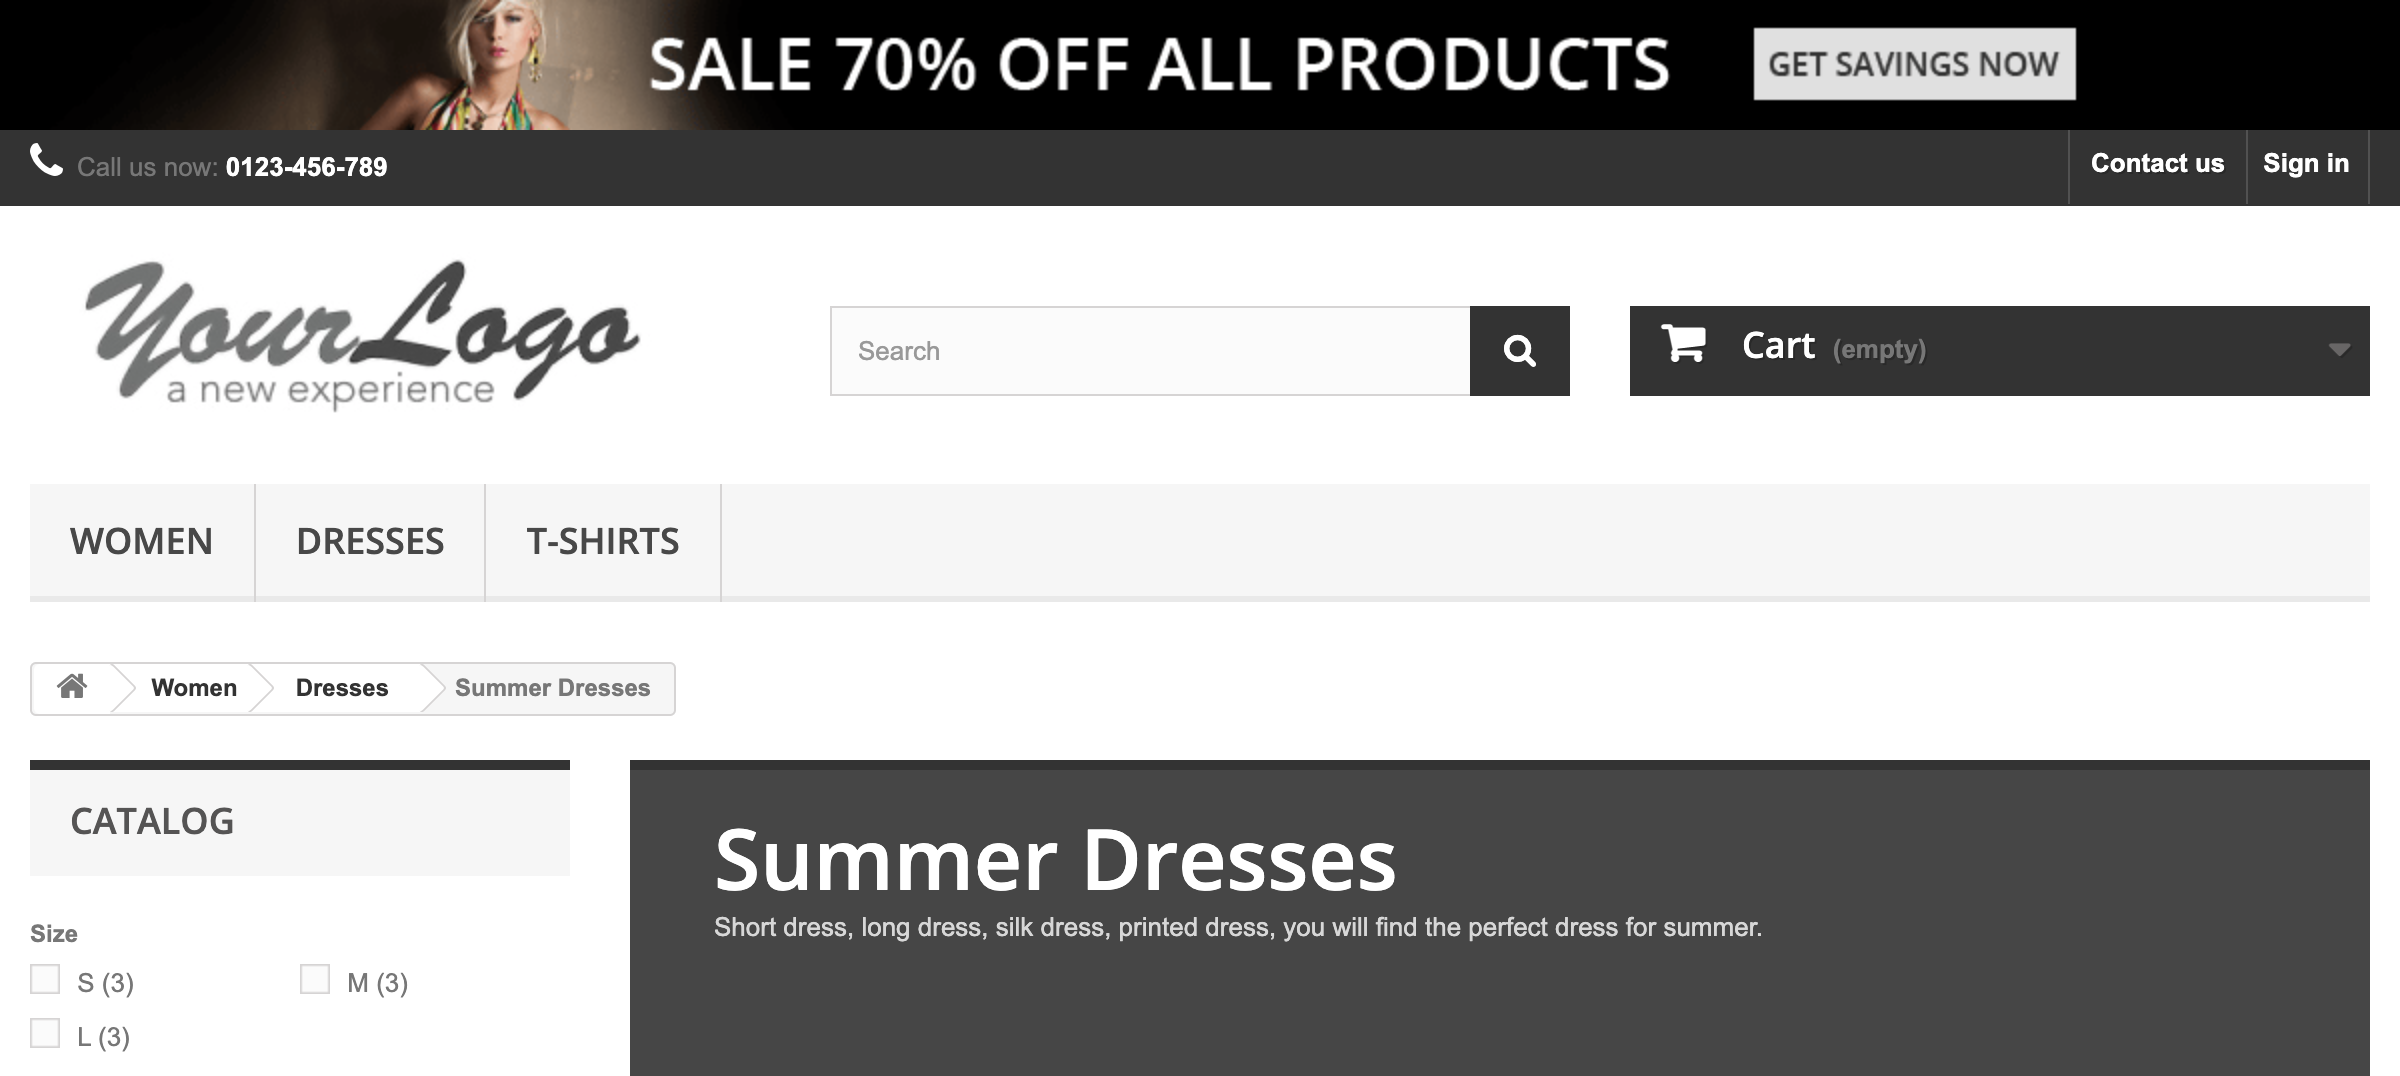 SALE 70% OFF ALL PRODUCTS GET SAVINGS NOW
Call us now: 0123-456-789 Contact us Sign in
Your Logo
a new experience
Search
Cart (empty)
WOMEN DRESSES T-SHIRTS
Women Dresses Summer Dresses
CATALOG
Size
S (3) M (3)
L (3)
Summer Dresses
Short dress, long dress, silk dress, printed dress, you will find the perfect dress for summer.